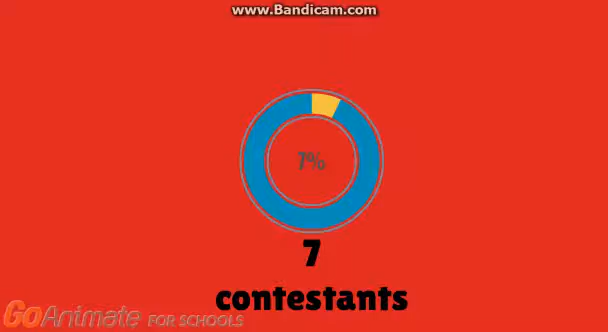 www.Bandicam.com
7%
7
contestants
GoAnimate FOR SCHOOLS